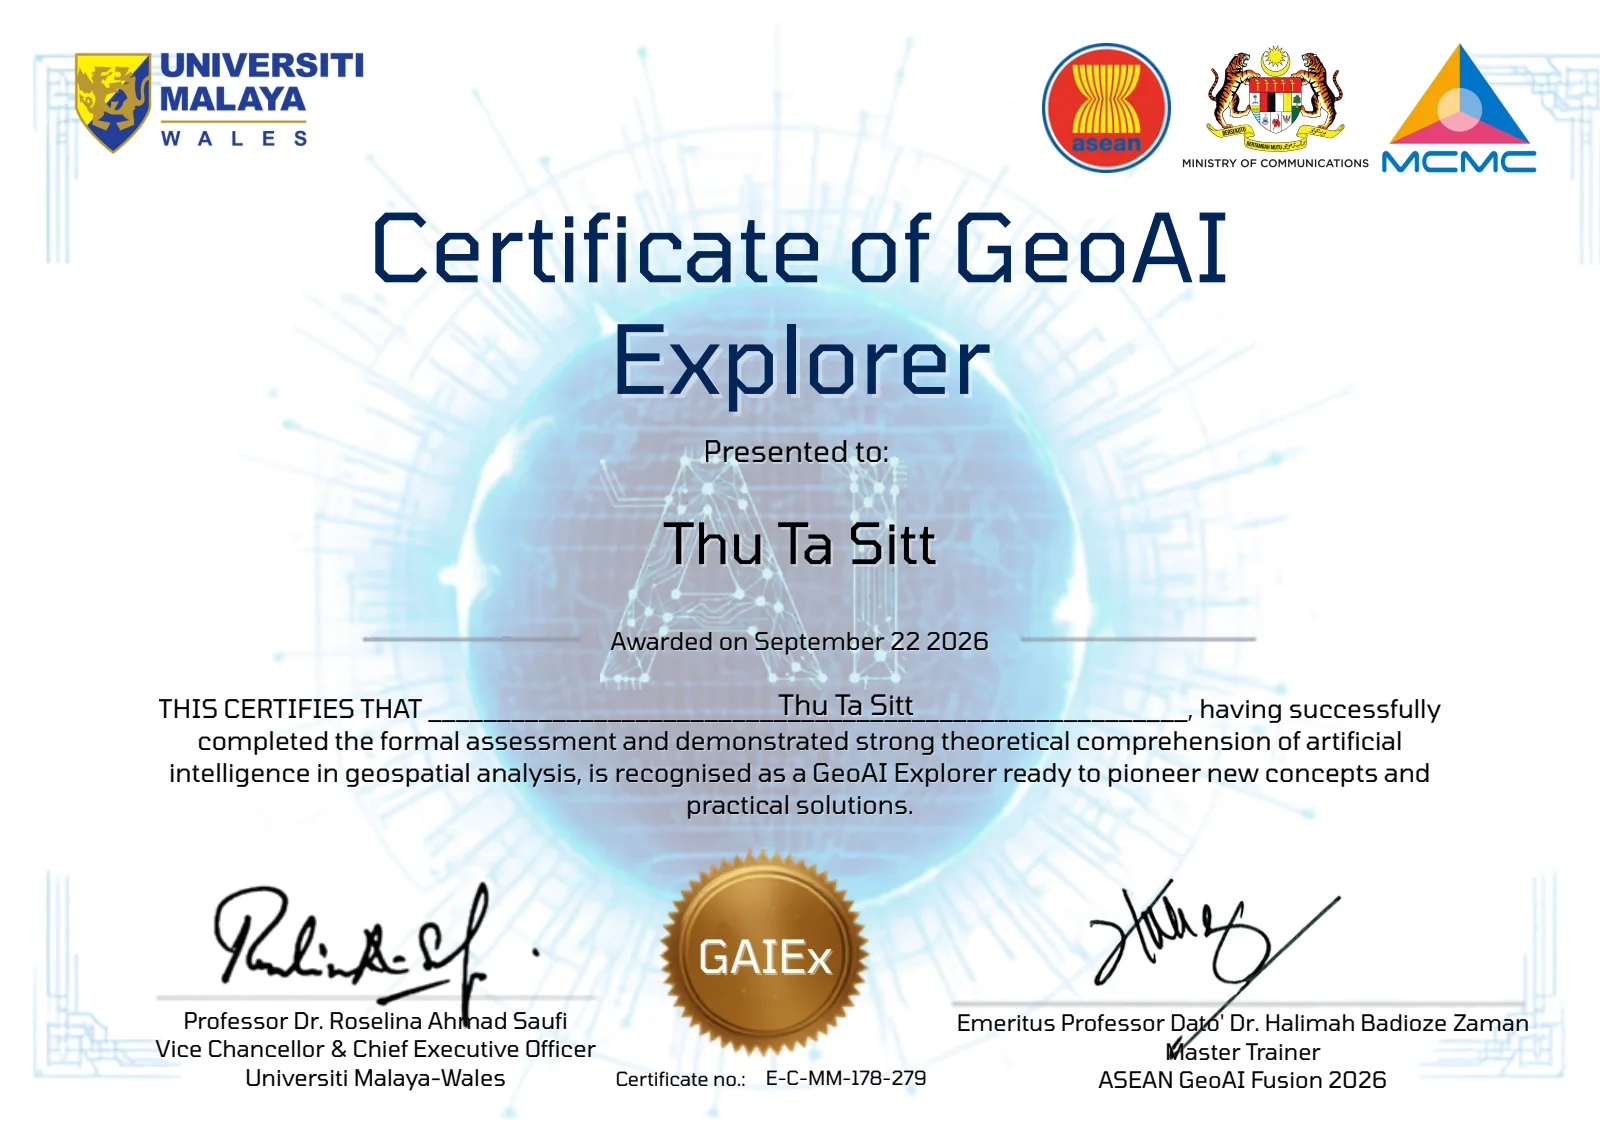 UNIVERSITI
MALAYA
WALES
asean
MINISTRY OF COMMUNICATIONS
MCMC
Certificate of GeoAI
Explorer
Presented to:
Thu Ta Sitt
Awarded on September 22 2026
THIS CERTIFIES THAT Thu Ta Sitt, having successfully
completed the formal assessment and demonstrated strong theoretical comprehension of artificial
intelligence in geospatial analysis, is recognised as a GeoAI Explorer ready to pioneer new concepts and
practical solutions.
GAIEx
Professor Dr. Roselina Ahmad Saufi
Vice Chancellor & Chief Executive Officer
Universiti Malaya-Wales
Certificate no.: E-C-MM-178-279
Emeritus Professor Dato' Dr. Halimah Badioze Zaman
Master Trainer
ASEAN GeoAI Fusion 2026